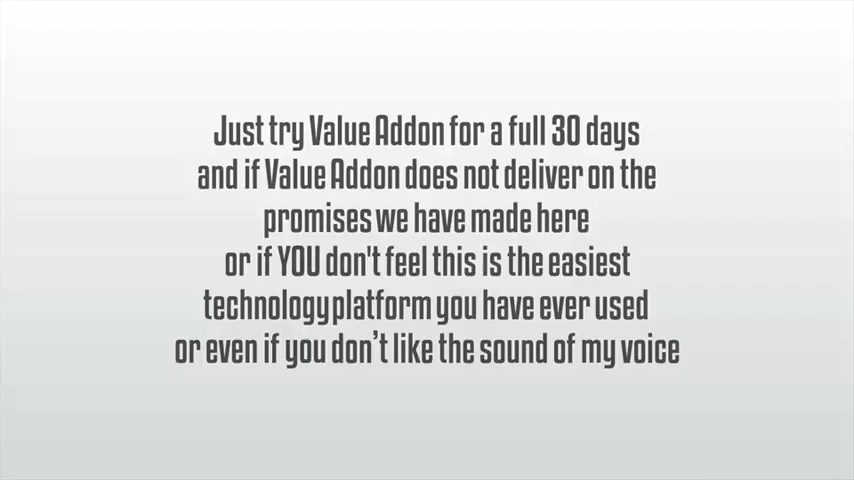 Just try Value Addon for a full 30 days
and if Value Addon does not deliver on the
promises we have made here
or if YOU don't feel this is the easiest
technology platform you have ever used
or even if you don’t like the sound of my voice